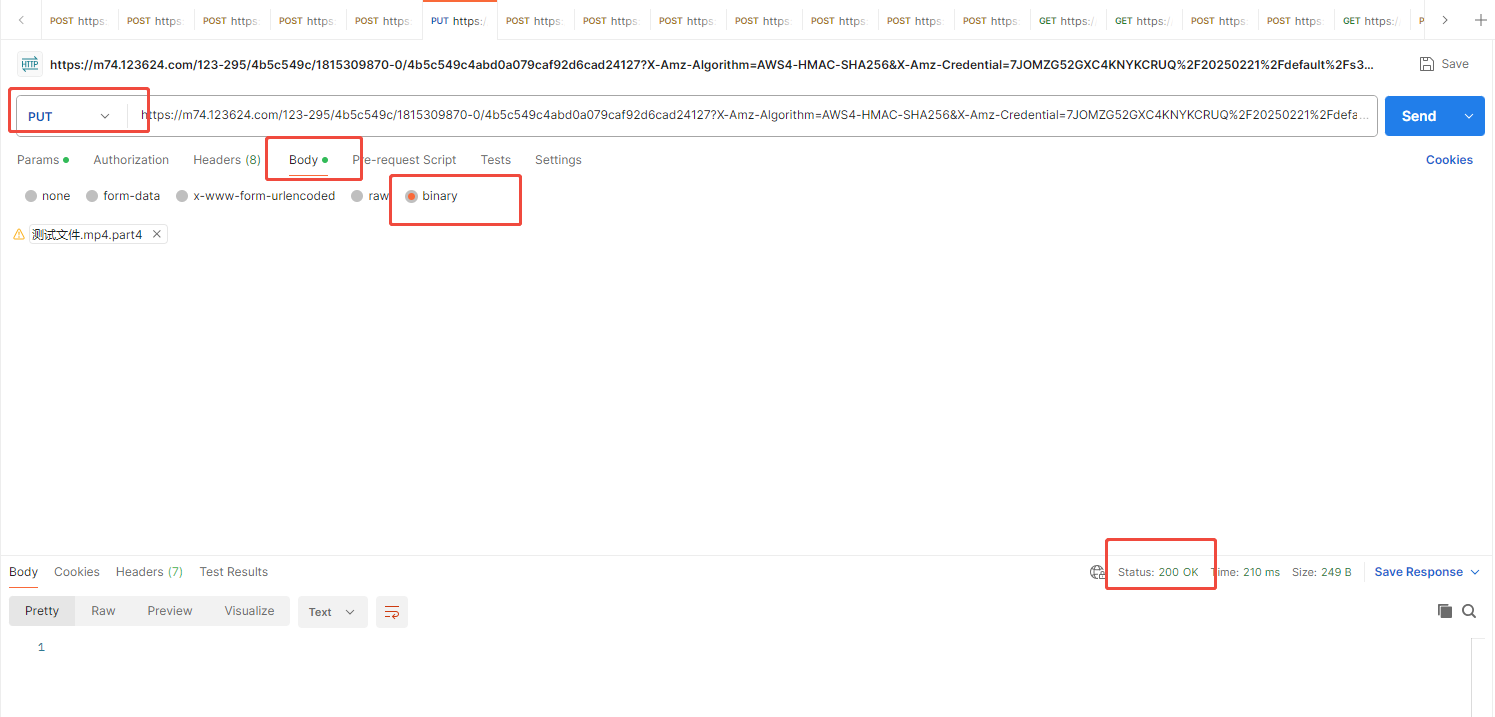 POST https: POST https: POST https: POST https: POST https: PUT https:/ POST https: POST https: POST https: POST https: POST https: POST https: POST https: GET https:/ GET https:/ POST https: POST https: GET https:/ P
HTTP https://m74.123624.com/123-295/4b5c549c/1815309870-0/4b5c549c4abd0a079caf92d6cad24127?X-Amz-Algorithm=AWS4-HMAC-SHA256&X-Amz-Credential=7JOMZG52GXC4KNYKCRUQ%2F20250221%2Fdefault%2Fs3... Save
PUT https://m74.123624.com/123-295/4b5c549c/1815309870-0/4b5c549c4abd0a079caf92d6cad24127?X-Amz-Algorithm=AWS4-HMAC-SHA256&X-Amz-Credential=7JOMZG52GXC4KNYKCRUQ%2F20250221%2Fdefa... Send
Params Authorization Headers (8) Body Pre-request Script Tests Settings Cookies
none form-data x-www-form-urlencoded raw binary
测试文件.mp4.part4
Body Cookies Headers (7) Test Results Status: 200 OK Time: 210 ms Size: 249 B Save Response
Pretty Raw Preview Visualize Text
1